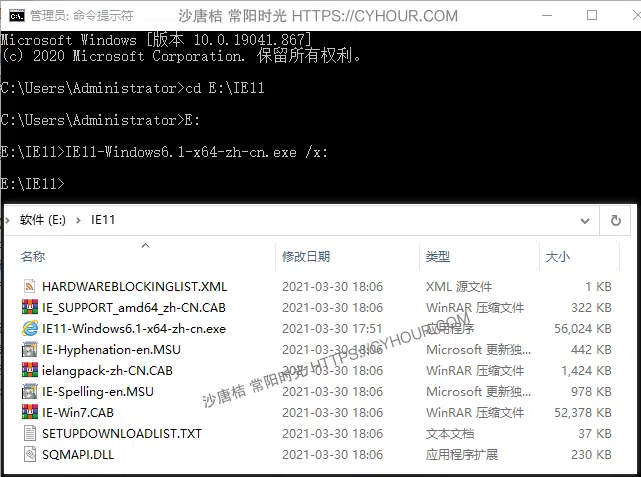 管理员: 命令提示符
沙唐桔 常阳时光 HTTPS://CYHOUR.COM
Microsoft Windows [版本 10.0.19041.867]
(c) 2020 Microsoft Corporation. 保留所有权利。
C:\Users\Administrator>cd E:\IE11
C:\Users\Administrator>E:
E:\IE11>IE11-Windows6.1-x64-zh-cn.exe /x:
E:\IE11>
软件 (E:) > IE11
名称 修改日期 类型 大小
HARDWAREBLOCKINGLIST.XML 2021-03-30 18:06 XML 源文件 1 KB
IE_SUPPORT_amd64_zh-CN.CAB 2021-03-30 18:06 WinRAR 压缩文件 322 KB
IE11-Windows6.1-x64-zh-cn.exe 2021-03-30 17:51 应用程序 56,024 KB
IE-Hyphenation-en.MSU 2021-03-30 18:06 Microsoft 更新独... 442 KB
ielangpack-zh-CN.CAB 2021-03-30 18:06 WinRAR 压缩文件 1,424 KB
IE-Spelling-en.MSU 2021-03-30 18:06 Microsoft 更新独... 978 KB
IE-Win7.CAB 2021-03-30 18:06 WinRAR 压缩文件 52,378 KB
SETUPDOWNLOADLIST.TXT 2021-03-30 18:06 文本文档 37 KB
SQMAPI.DLL 2021-03-30 18:06 应用程序扩展 230 KB
沙唐桔 常阳时光 HTTPS://CYHOUR.COM